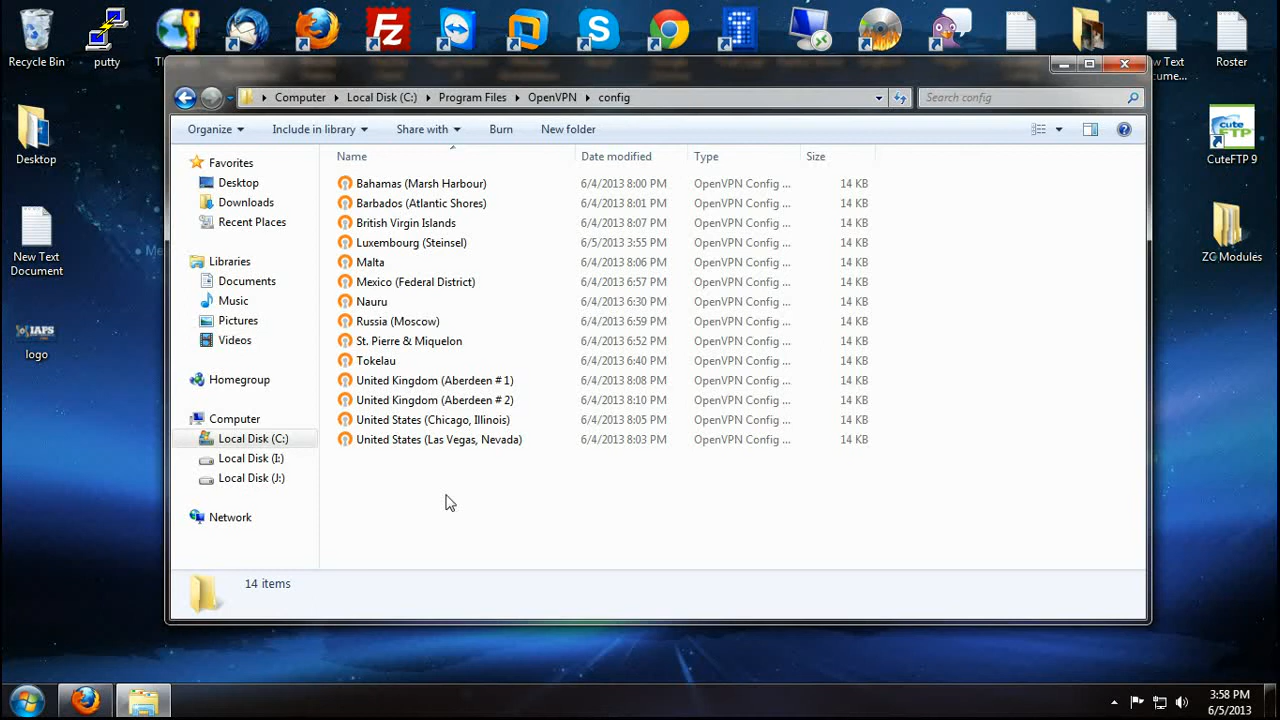 Recycle Bin
putty
Th
w Text
cume...
Roster
Computer Local Disk (C:) Program Files OpenVPN config
Search config
Organize Include in library Share with Burn New folder
Desktop
New Text
Document
IAPS
logo
cute
FTP
CuteFTP 9
ZG Modules
Favorites
Desktop
Downloads
Recent Places
Libraries
Documents
Music
Pictures
Videos
Homegroup
Computer
Local Disk (C:)
Local Disk (I:)
Local Disk (J:)
Network
Name Date modified Type Size
Bahamas (Marsh Harbour) 6/4/2013 8:00 PM OpenVPN Config ... 14 KB
Barbados (Atlantic Shores) 6/4/2013 8:01 PM OpenVPN Config ... 14 KB
British Virgin Islands 6/4/2013 8:07 PM OpenVPN Config ... 14 KB
Luxembourg (Steinsel) 6/5/2013 3:55 PM OpenVPN Config ... 14 KB
Malta 6/4/2013 8:06 PM OpenVPN Config ... 14 KB
Mexico (Federal District) 6/4/2013 6:57 PM OpenVPN Config ... 14 KB
Nauru 6/4/2013 6:30 PM OpenVPN Config ... 14 KB
Russia (Moscow) 6/4/2013 6:59 PM OpenVPN Config ... 14 KB
St. Pierre & Miquelon 6/4/2013 6:52 PM OpenVPN Config ... 14 KB
Tokelau 6/4/2013 6:40 PM OpenVPN Config ... 14 KB
United Kingdom (Aberdeen #1) 6/4/2013 8:08 PM OpenVPN Config ... 14 KB
United Kingdom (Aberdeen #2) 6/4/2013 8:10 PM OpenVPN Config ... 14 KB
United States (Chicago, Illinois) 6/4/2013 8:05 PM OpenVPN Config ... 14 KB
United States (Las Vegas, Nevada) 6/4/2013 8:03 PM OpenVPN Config ... 14 KB
14 items
3:58 PM
6/5/2013